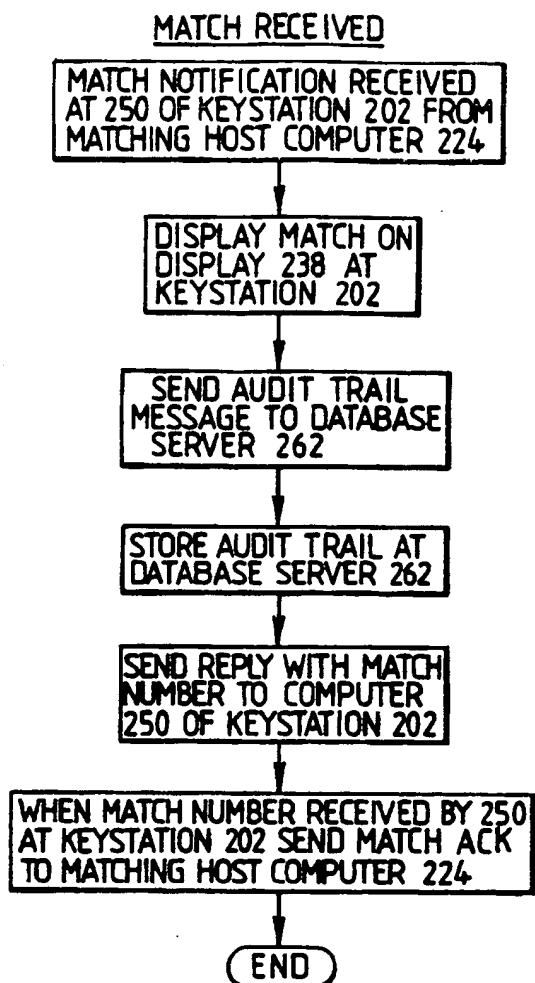 MATCH RECEIVED
MATCH NOTIFICATION RECEIVED
AT 250 OF KEYSTATION 202 FROM
MATCHING HOST COMPUTER 224
DISPLAY MATCH ON
DISPLAY 238 AT
KEYSTATION 202
SEND AUDIT TRAIL
MESSAGE TO DATABASE
SERVER 262
STORE AUDIT TRAIL AT
DATABASE SERVER 262
SEND REPLY WITH MATCH
NUMBER TO COMPUTER
250 OF KEYSTATION 202
WHEN MATCH NUMBER RECEIVED BY 250
AT KEYSTATION 202 SEND MATCH ACK
TO MATCHING HOST COMPUTER 224
END